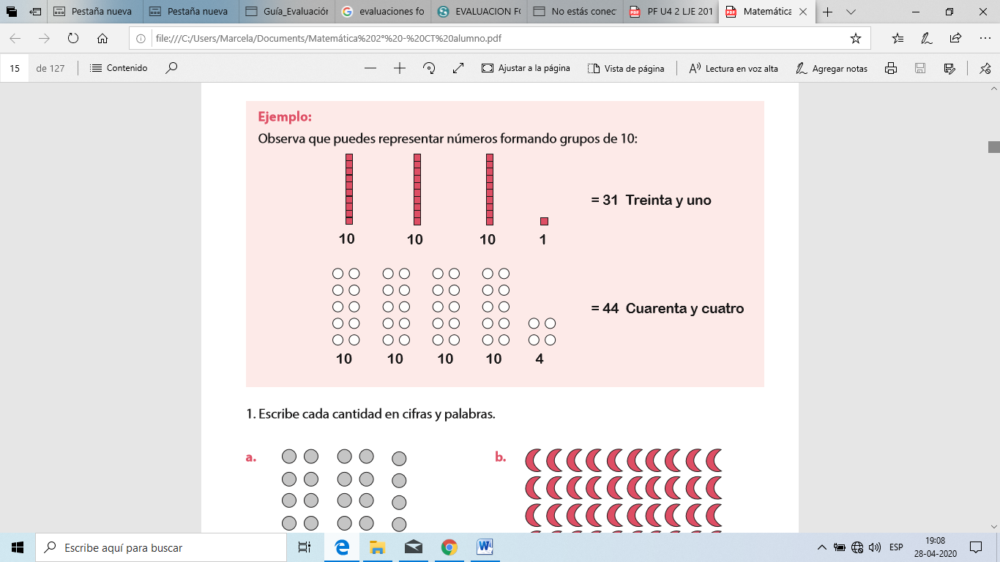 Pestaña nueva
Pestaña nueva
Guía_Evaluación
evaluaciones fo
EVALUACION FO
No estás conec
PF U4 2 LJE 201
Matemática
file:///C:/Users/Marcela/Documents/Matemática%202°%20-%20CT%20alumno.pdf
15 de 127 Contenido Ajustar a la página Vista de página Lectura en voz alta Agregar notas
Ejemplo:
Observa que puedes representar números formando grupos de 10:
= 31 Treinta y uno
10 10 10 1
= 44 Cuarenta y cuatro
10 10 10 10 4
1. Escribe cada cantidad en cifras y palabras.
a. b.
Escribe aquí para buscar
ESP
19:08
28-04-2020